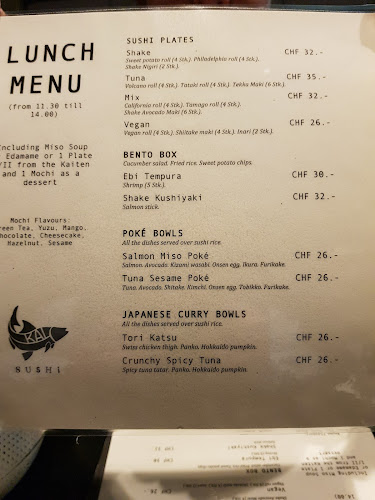 LUNCH
MENU
(from 11.30 till
14.00)
Including Miso Soup
Edamame or 1 Plate
I/II from the Kaiten
and 1 Mochi as a
dessert
Mochi Flavours:
Green Tea, Yuzu, Mango,
Chocolate, Cheesecake,
Hazelnut, Sesame
KAI
SUSHI
SUSHI PLATES
Shake CHF 32.-
Sweet potato roll (4 Stk.). Philadelphia roll (4 Stk.).
Shake Nigiri (2 Stk.).
Tuna CHF 35.-
Volcano roll (4 Stk.). Tataki roll (4 Stk.). Tekka Maki (6 Stk.).
Mix CHF 32.-
California roll (4 Stk.). Tamago roll (4 Stk.).
Shake Avocado Maki (6 Stk.).
Vegan CHF 26.-
Vegan roll (4 Stk.). Shiitake maki (4 Stk.). Inari (2 Stk.).
BENTO BOX
Cucumber salad. Fried rice. Sweet potato chips.
Ebi Tempura CHF 30.-
Shrimp (5 Stk.).
Shake Kushiyaki CHF 32.-
Salmon stick.
POKÉ BOWLS
All the dishes served over sushi rice.
Salmon Miso Poké CHF 26.-
Salmon. Avocado. Kizami wasabi. Onsen egg. Ikura. Furikake.
Tuna Sesame Poké CHF 26.-
Tuna. Avocado. Shitake. Kimchi. Onsen egg. Tobikko. Furikake.
JAPANESE CURRY BOWLS
All the dishes served over sushi rice.
Tori Katsu CHF 26.-
Swiss chicken thigh. Panko. Hokkaido pumpkin.
Crunchy Spicy Tuna CHF 26.-
Spicy tuna tatar. Panko. Hokkaido pumpkin.